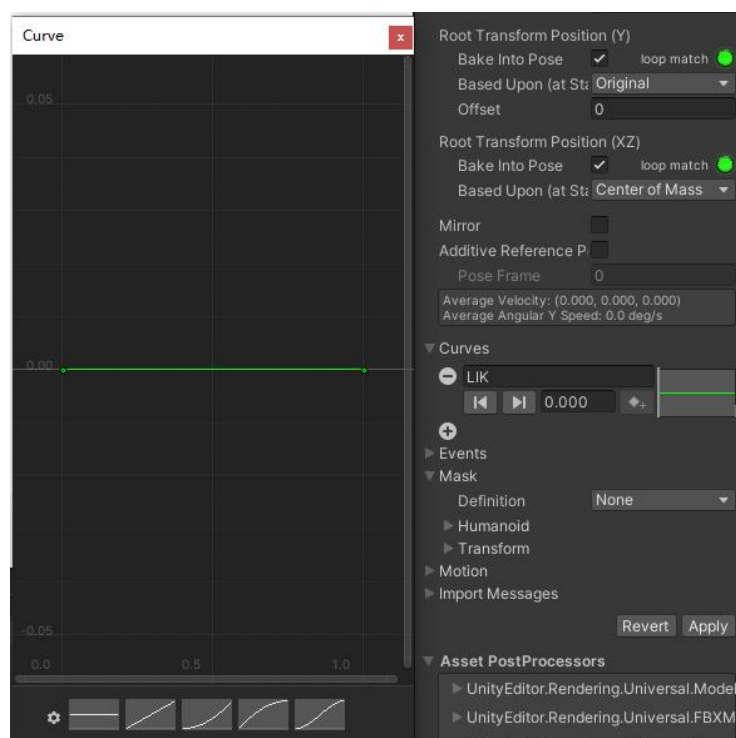 Curve
x
0.05
0.00
-0.05
0.0 0.5 1.0
Root Transform Position (Y)
Bake Into Pose loop match
Based Upon (at Sta Original
Offset 0
Root Transform Position (XZ)
Bake Into Pose loop match
Based Upon (at Sta Center of Mass
Mirror
Additive Reference P
Pose Frame 0
Average Velocity: (0.000, 0.000, 0.000)
Average Angular Y Speed: 0.0 deg/s
Curves
LIK
0.000
Events
Mask
Definition None
Humanoid
Transform
Motion
Import Messages
Revert Apply
Asset PostProcessors
UnityEditor.Rendering.Universal.Model
UnityEditor.Rendering.Universal.FBXM